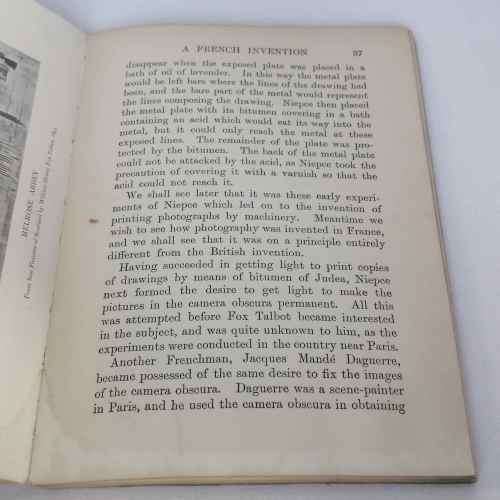 A FRENCH INVENTION 37
disappear when the exposed plate was placed in a
bath of oil of lavender. In this way the metal plate
would be left bare where the lines of the drawing had
been, and the bare part of the metal would represent
the lines composing the drawing. Niepce then placed
the metal plate with its bitumen covering in a bath
containing an acid which would eat its way into the
metal, but it could only reach the metal at these
exposed lines. The remainder of the plate was pro-
tected by the bitumen. The back of the metal plate
could not be attacked by the acid, as Niepce took the
precaution of covering it with a varnish so that the
acid could not reach it.
We shall see later that it was these early experi-
ments of Niepce which led on to the invention of
printing photographs by machinery. Meantime we
wish to see how photography was invented in France,
and we shall see that it was on a principle entirely
different from the British invention.
Having succeeded in getting light to print copies
of drawings by means of bitumen of Judea, Niepce
next formed the desire to get light to make the
pictures in the camera obscura permanent. All this
was attempted before Fox Talbot became interested
in the subject, and was quite unknown to him, as the
experiments were conducted in the country near Paris.
Another Frenchman, Jacques Mandé Daguerre,
became possessed of the same desire to fix the images
of the camera obscura. Daguerre was a scene-painter
in Paris, and he used the camera obscura in obtaining
MELROSE ABBEY